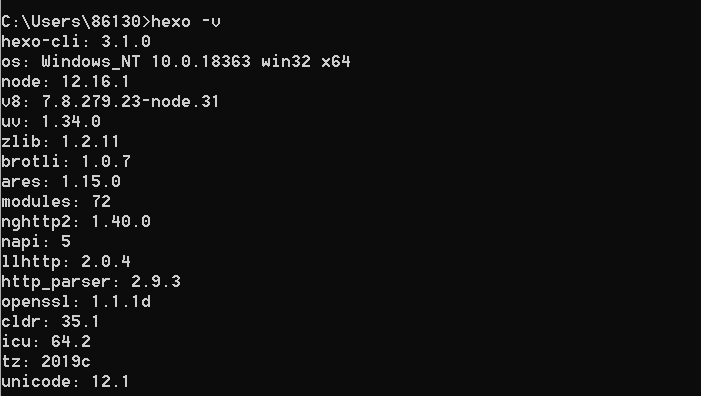 C:\Users\86130>hexo -v
hexo-cli: 3.1.0
os: Windows_NT 10.0.18363 win32 x64
node: 12.16.1
v8: 7.8.279.23-node.31
uv: 1.34.0
zlib: 1.2.11
brotli: 1.0.7
ares: 1.15.0
modules: 72
nghttp2: 1.40.0
napi: 5
llhttp: 2.0.4
http_parser: 2.9.3
openssl: 1.1.1d
cldr: 35.1
icu: 64.2
tz: 2019c
unicode: 12.1